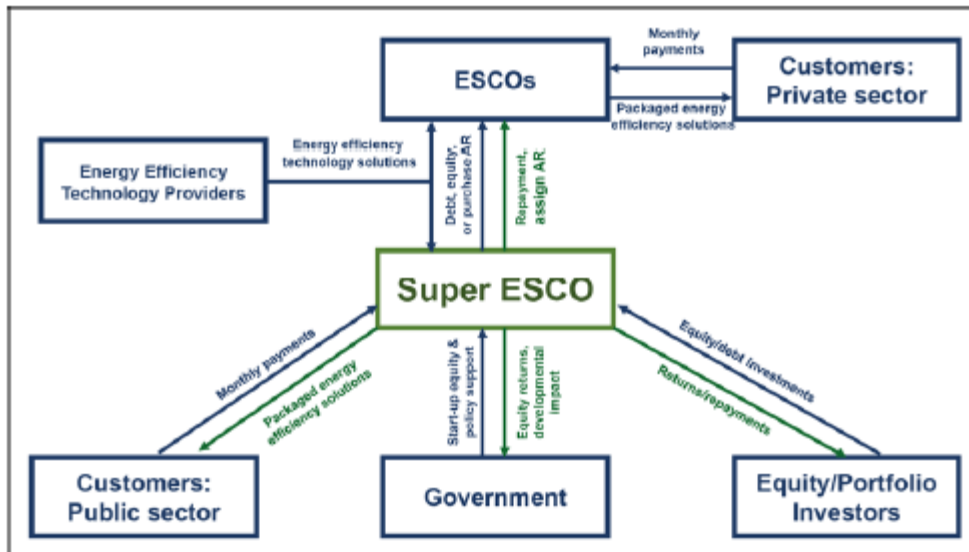 Monthly
payments
ESCOs
Customers:
Private sector
Packaged energy
efficiency solutions
Energy efficiency
technology solutions
Energy Efficiency
Technology Providers
Debt, equity,
or purchase AR
Repayment,
assign AR
Super ESCO
Monthly payments
Packaged energy
efficiency solutions
Start-up equity &
policy support
Equity returns,
developmental
impact
Equity/debt investments
Returns/repayments
Customers:
Public sector
Government
Equity/Portfolio
Investors